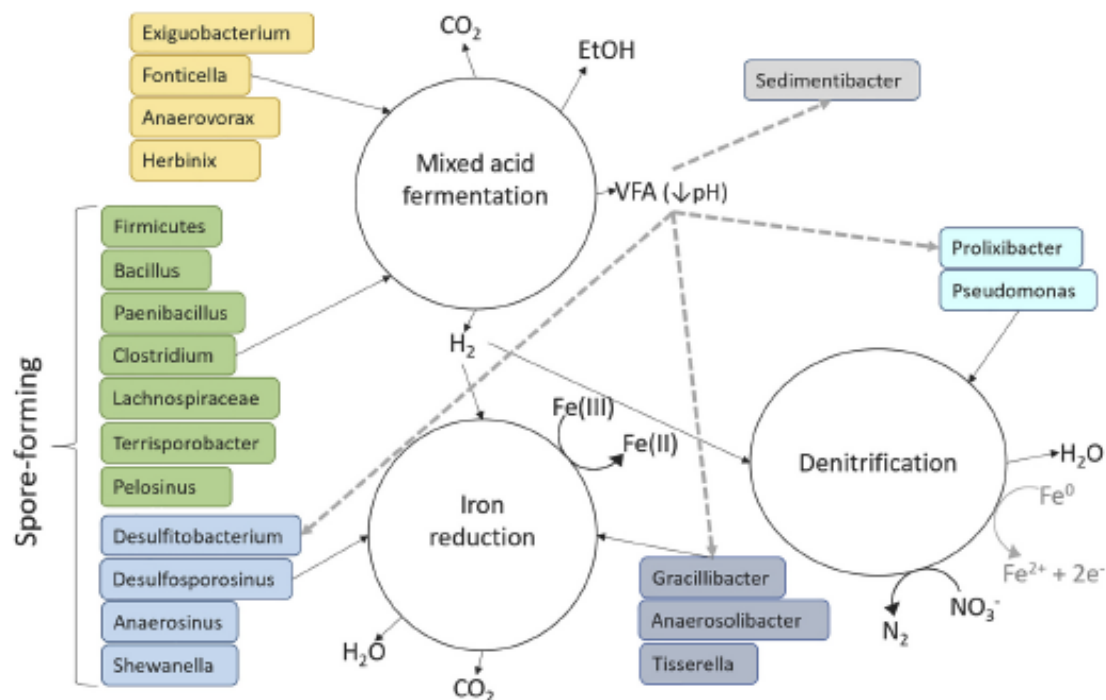 Exiguobacterium
Fonticella
Anaerovorax
Herbinix
CO₂
EtOH
Mixed acid
fermentation
VFA (↓pH)
H₂
Sedimentibacter
Prolixibacter
Pseudomonas
Spore-forming
Firmicutes
Bacillus
Paenibacillus
Clostridium
Lachnospiraceae
Terrisporobacter
Pelosinus
Desulfitobacterium
Desulfosporosinus
Anaerosinus
Shewanella
Fe(III)
Fe(II)
Iron
reduction
H₂O
CO₂
Gracillibacter
Anaerosolibacter
Tisserella
Denitrification
H₂O
Fe⁰
Fe²⁺ + 2e⁻
NO₃⁻
N₂